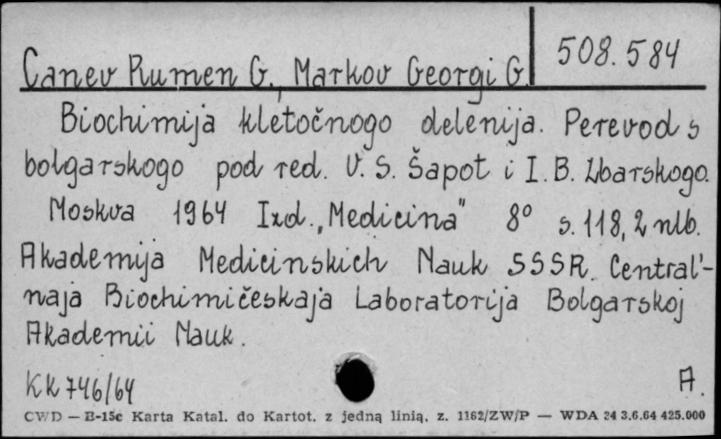 508.584
Canev Rumen G., Markov Georgi G.
Biochimija kletočnogo delenija. Perevod s
bolgarskogo pod red. V. S. Šapot i I. B. Zbarskogo.
Moskva 1964 Izd. „Medicina" 8° s. 118, 2 nlb.
Akademija Medicinskich Nauk SSSR. Central'-
naja Biochimičeskaja Laboratorija Bolgarskoj
Akademii Nauk.
KK 746/64 A.
CWD — B-15c Karta Katal. do Kartot. z jedną linią, z. 1162/ZW/P — WDA 24 3.6.64 425.000